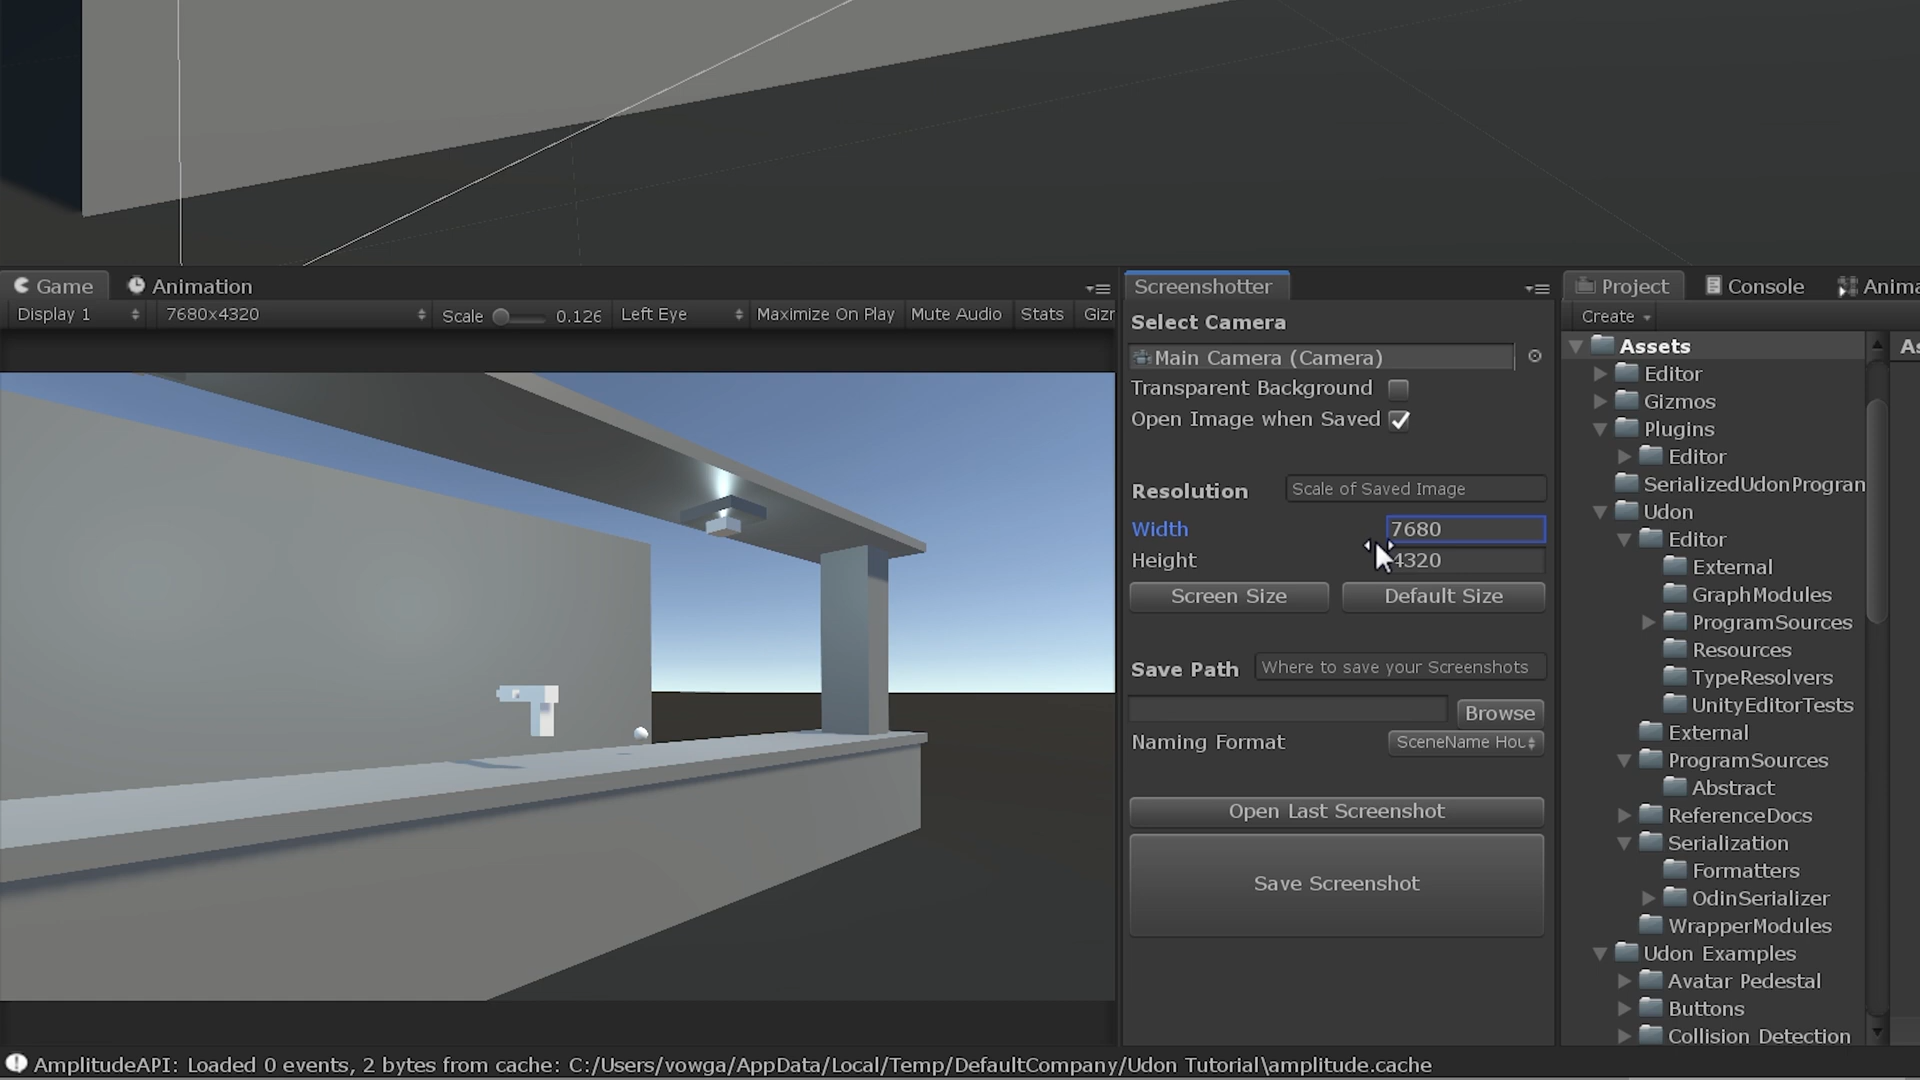 Game
Animation
Display 1
7680x4320
Scale
0.126
Left Eye
Maximize On Play
Mute Audio
Stats
Screenshotter
Select Camera
Main Camera (Camera)
Transparent Background
Open Image when Saved
Resolution
Scale of Saved Image
Width
7680
Height
4320
Screen Size
Default Size
Save Path
Where to save your Screenshots
Browse
Naming Format
SceneName Hou
Open Last Screenshot
Save Screenshot
Project
Console
Anima
Create
Assets
Editor
Gizmos
Plugins
Editor
SerializedUdonProgram
Udon
Editor
External
GraphModules
ProgramSources
Resources
TypeResolvers
UnityEditorTests
External
ProgramSources
Abstract
ReferenceDocs
Serialization
Formatters
OdinSerializer
WrapperModules
Udon Examples
Avatar Pedestal
Buttons
Collision Detection
AmplitudeAPI: Loaded 0 events, 2 bytes from cache: C:/Users/vowga/AppData/Local/Temp/DefaultCompany/Udon Tutorial\amplitude.cache